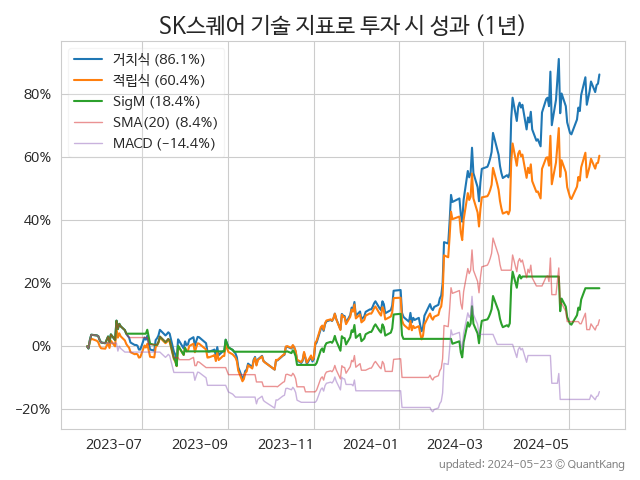 SK스퀘어 기술 지표로 투자 시 성과 (1년)
거치식 (86.1%)
적립식 (60.4%)
SigM (18.4%)
SMA(20) (8.4%)
MACD (−14.4%)
80%
60%
40%
20%
0%
−20%
2023-07 2023-09 2023-11 2024-01 2024-03 2024-05
updated: 2024-05-23 © QuantKang